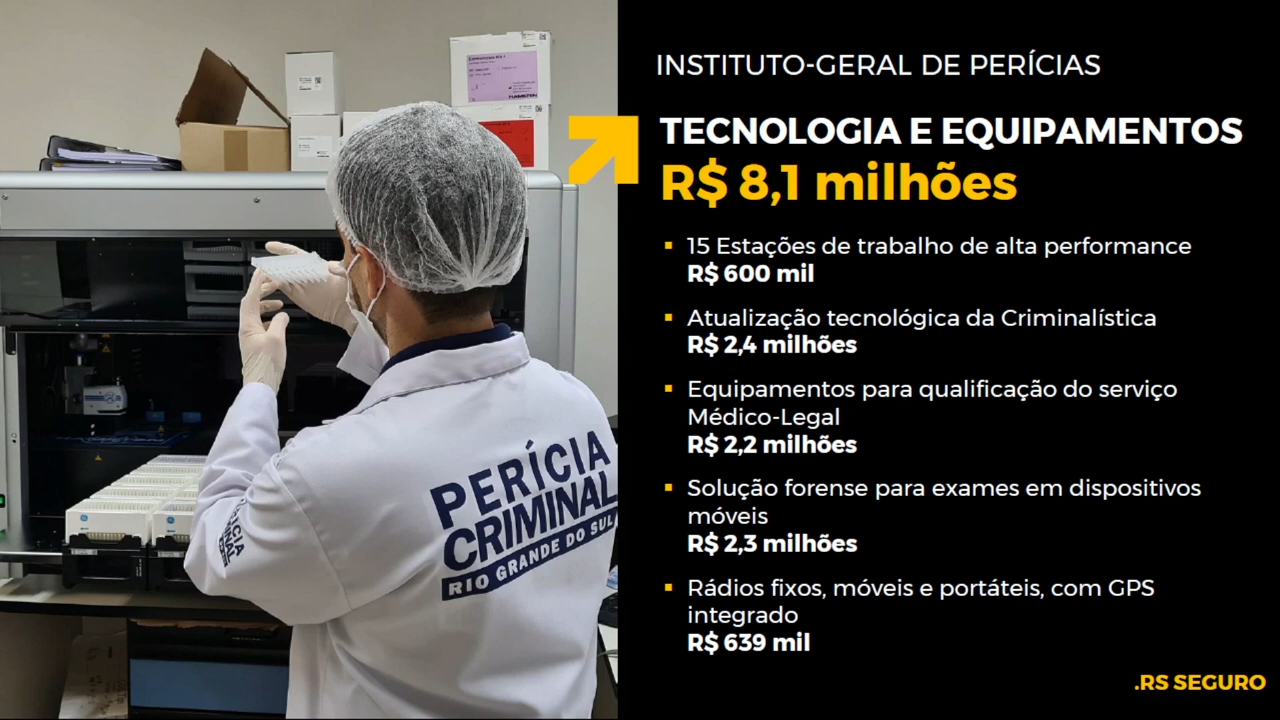 INSTITUTO-GERAL DE PERÍCIAS
TECNOLOGIA E EQUIPAMENTOS
R$ 8,1 milhões
▪ 15 Estações de trabalho de alta performance
R$ 600 mil
▪ Atualização tecnológica da Criminalística
R$ 2,4 milhões
▪ Equipamentos para qualificação do serviço
Médico-Legal
R$ 2,2 milhões
▪ Solução forense para exames em dispositivos
móveis
R$ 2,3 milhões
▪ Rádios fixos, móveis e portáteis, com GPS
integrado
R$ 639 mil
.RS SEGURO
PERÍCIA
CRIMINAL
RIO GRANDE DO SUL
HAMILTON